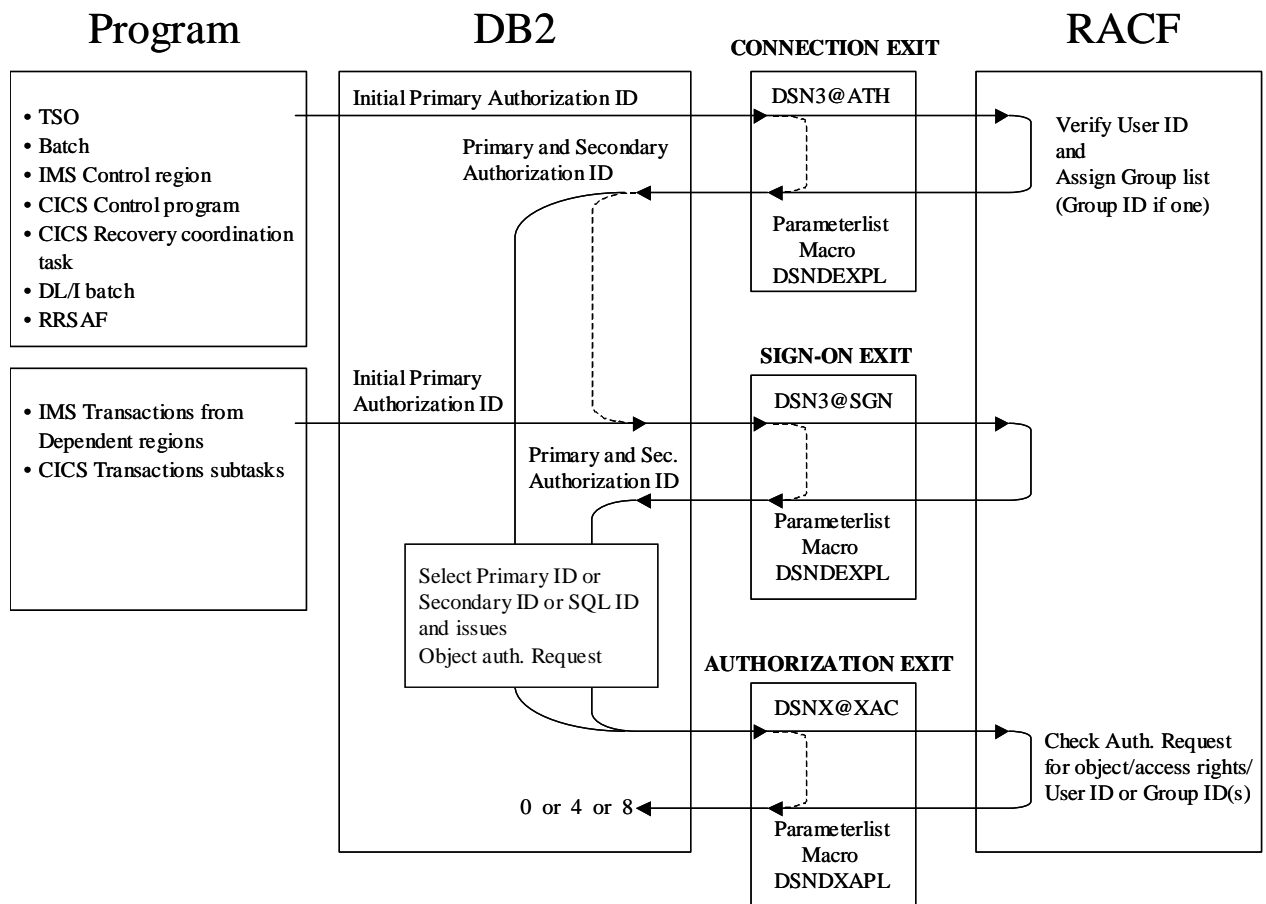 Program
DB2
RACF
CONNECTION EXIT
• TSO
• Batch
• IMS Control region
• CICS Control program
• CICS Recovery coordination
task
• DL/I batch
• RRSAF
Initial Primary Authorization ID
Primary and Secondary
Authorization ID
DSN3@ATH
Parameterlist
Macro
DSNDEXPL
Verify User ID
and
Assign Group list
(Group ID if one)
SIGN-ON EXIT
• IMS Transactions from
Dependent regions
• CICS Transactions subtasks
Initial Primary
Authorization ID
Primary and Sec.
Authorization ID
DSN3@SGN
Parameterlist
Macro
DSNDEXPL
Select Primary ID or
Secondary ID or SQL ID
and issues
Object auth. Request
AUTHORIZATION EXIT
DSNX@XAC
Check Auth. Request
for object/access rights/
User ID or Group ID(s)
0 or 4 or 8
Parameterlist
Macro
DSNDXAPL